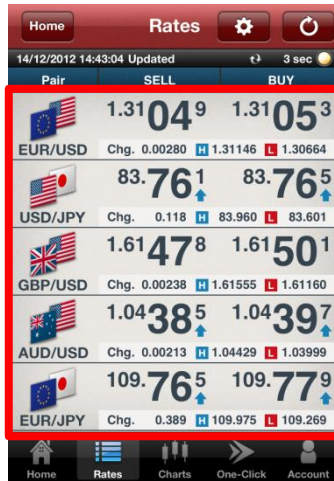 Home Rates
14/12/2012 14:43:04 Updated 3 sec
Pair SELL BUY
1.31049 1.31053
EUR/USD Chg. 0.00280 H 1.31146 L 1.30664
83.761 83.765
USD/JPY Chg. 0.118 H 83.960 L 83.601
1.61478 1.61501
GBP/USD Chg. 0.00238 H 1.61555 L 1.61160
1.04385 1.04397
AUD/USD Chg. 0.00213 H 1.04429 L 1.03999
109.765 109.779
EUR/JPY Chg. 0.389 H 109.975 L 109.269
Home Rates Charts One-Click Account